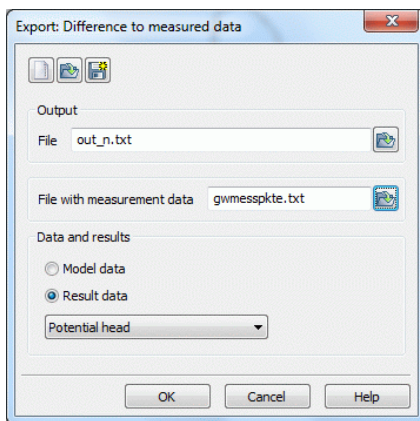 Export: Difference to measured data
Output
File out_n.txt
File with measurement data gwmesspkte.txt
Data and results
Model data
Result data
Potential head
OK Cancel Help